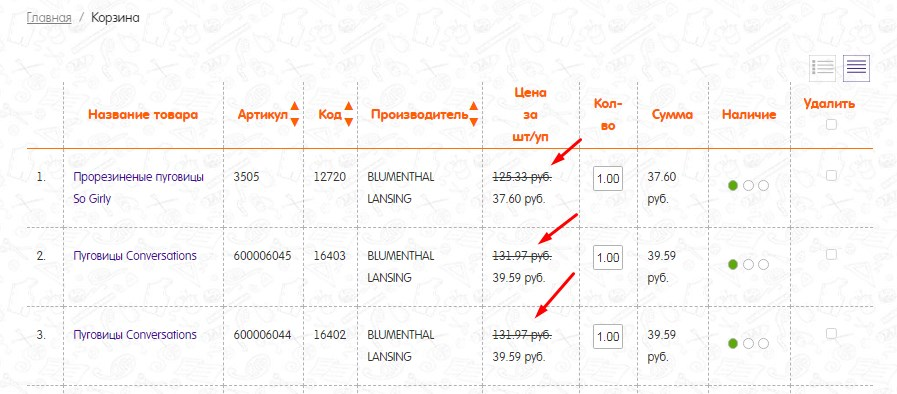 Главная / Корзина
Название товара Артикул Код Производитель Цена за шт/уп Кол-во Сумма Наличие Удалить
1. Прорезиненые пуговицы So Girly 3505 12720 BLUMENTHAL LANSING 125.33 руб. 37.60 руб. 1.00 37.60 руб.
2. Пуговицы Conversations 600006045 16403 BLUMENTHAL LANSING 131.97 руб. 39.59 руб. 1.00 39.59 руб.
3. Пуговицы Conversations 600006044 16402 BLUMENTHAL LANSING 131.97 руб. 39.59 руб. 1.00 39.59 руб.